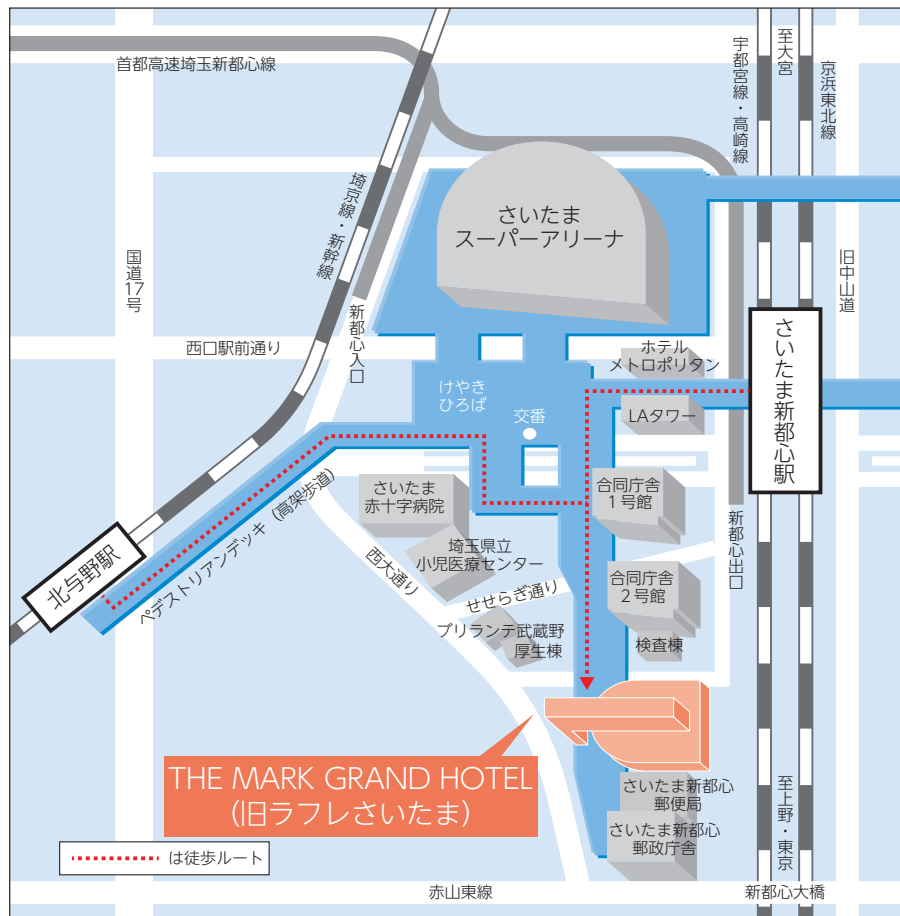 首都高速埼玉新都心線
宇都宮線・高崎線
至大宮
京浜東北線
埼京線・新幹線
さいたま
スーパーアリーナ
国道17号
旧中山道
新都心入口
西口駅前通り
ホテル
メトロポリタン
さいたま新都心駅
けやき
ひろば
交番
LAタワー
さいたま
赤十字病院
合同庁舎
1号館
ペデストリアンデッキ（高架歩道）
新都心出口
埼玉県立
小児医療センター
北与野駅
西大通り
せせらぎ通り
合同庁舎
2号館
ブリランテ武蔵野
厚生棟
検査棟
THE MARK GRAND HOTEL
(旧ラフレさいたま)
さいたま新都心
郵便局
さいたま新都心
郵政庁舎
至上野・東京
は徒歩ルート
赤山東線
新都心大橋